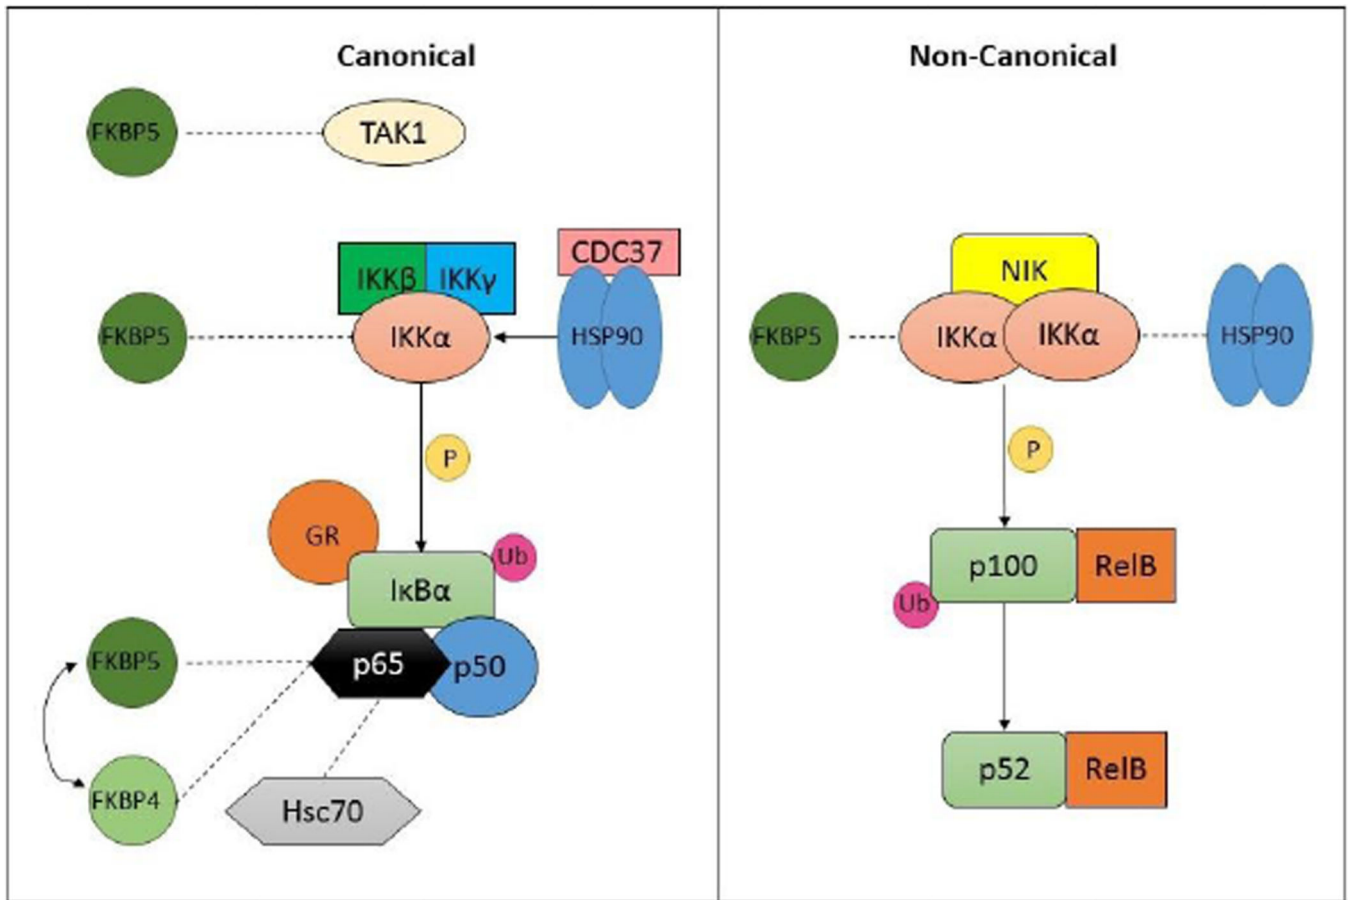 Canonical
FKBP5
TAK1
IKKβ
IKKγ
CDC37
FKBP5
IKKα
HSP90
P
GR
Ub
IκBα
FKBP5
p65
p50
FKBP4
Hsc70
Non-Canonical
NIK
FKBP5
IKKα
IKKα
HSP90
P
p100
RelB
Ub
p52
RelB